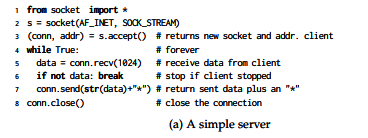 1 from socket import *
2 s = socket(AF_INET, SOCK_STREAM)
3 (conn, addr) = s.accept() # returns new socket and addr. client
4 while True: # forever
5 data = conn.recv(1024) # receive data from client
6 if not data: break # stop if client stopped
7 conn.send(str(data)+"*") # return sent data plus an "*"
8 conn.close() # close the connection
(a) A simple server